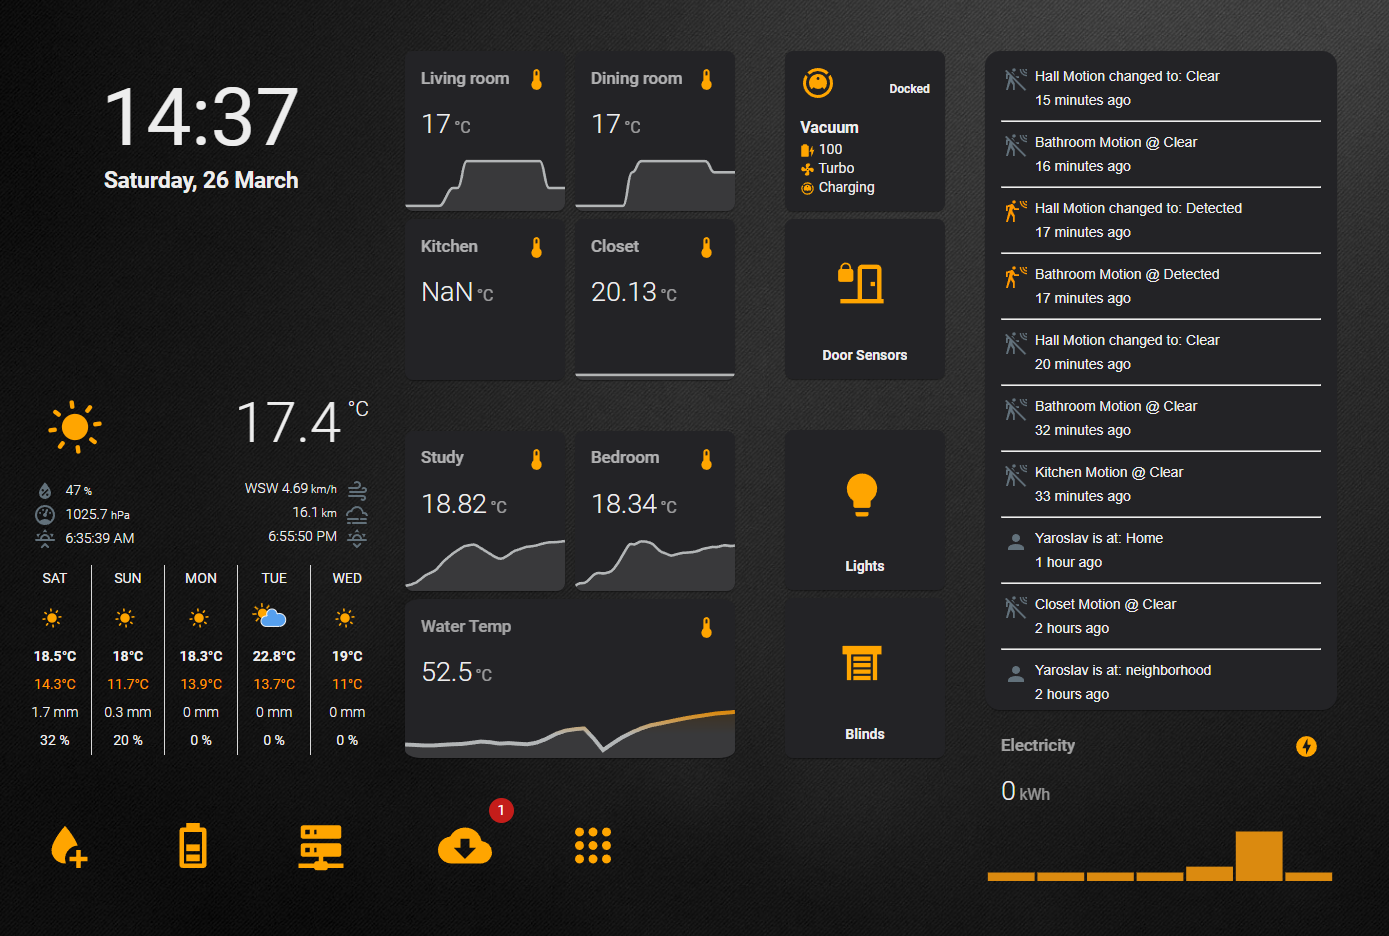 14:37
Saturday, 26 March
17.4 °C
47 %
WSW 4.69 km/h
1025.7 hPa
16.1 km
6:35:39 AM
6:55:50 PM
SAT SUN MON TUE WED
18.5°C 18°C 18.3°C 22.8°C 19°C
14.3°C 11.7°C 13.9°C 13.7°C 11°C
1.7 mm 0.3 mm 0 mm 0 mm 0 mm
32 % 20 % 0 % 0 % 0 %
1
Living room
17 °C
Dining room
17 °C
Kitchen
NaN °C
Closet
20.13 °C
Study
18.82 °C
Bedroom
18.34 °C
Water Temp
52.5 °C
Docked
Vacuum
100
Turbo
Charging
Door Sensors
Lights
Blinds
Hall Motion changed to: Clear
15 minutes ago
Bathroom Motion @ Clear
16 minutes ago
Hall Motion changed to: Detected
17 minutes ago
Bathroom Motion @ Detected
17 minutes ago
Hall Motion changed to: Clear
20 minutes ago
Bathroom Motion @ Clear
32 minutes ago
Kitchen Motion @ Clear
33 minutes ago
Yaroslav is at: Home
1 hour ago
Closet Motion @ Clear
2 hours ago
Yaroslav is at: neighborhood
2 hours ago
Electricity
0 kWh